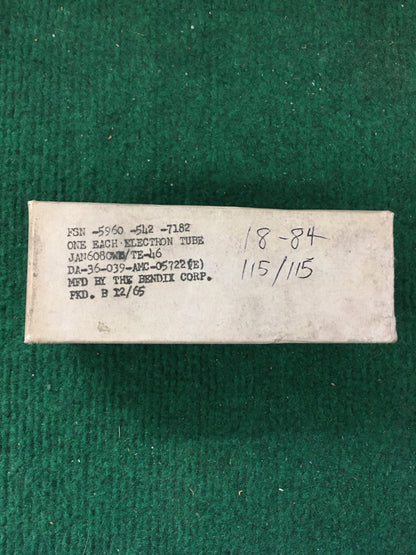 FSN -5960 -542 -7182
ONE EACH ELECTRON TUBE
JAN6080WB/TE-46
DA-36-039-AMC-05722(E)
MFD BY THE BENDIX CORP.
PKD. B 12/65
18-84
115/115